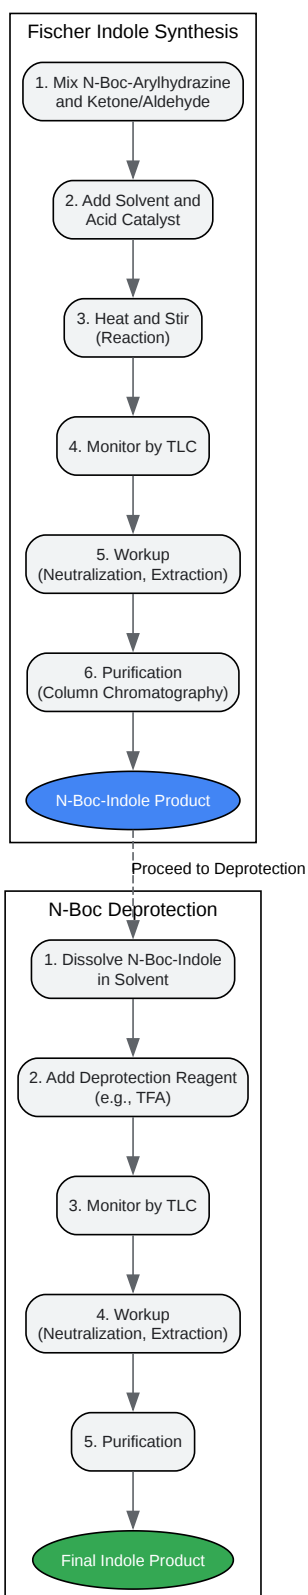 Fischer Indole Synthesis
1. Mix N-Boc-Arylhydrazine
and Ketone/Aldehyde
2. Add Solvent and
Acid Catalyst
3. Heat and Stir
(Reaction)
4. Monitor by TLC
5. Workup
(Neutralization, Extraction)
6. Purification
(Column Chromatography)
N-Boc-Indole Product
Proceed to Deprotection
N-Boc Deprotection
1. Dissolve N-Boc-Indole
in Solvent
2. Add Deprotection Reagent
(e.g., TFA)
3. Monitor by TLC
4. Workup
(Neutralization, Extraction)
5. Purification
Final Indole Product